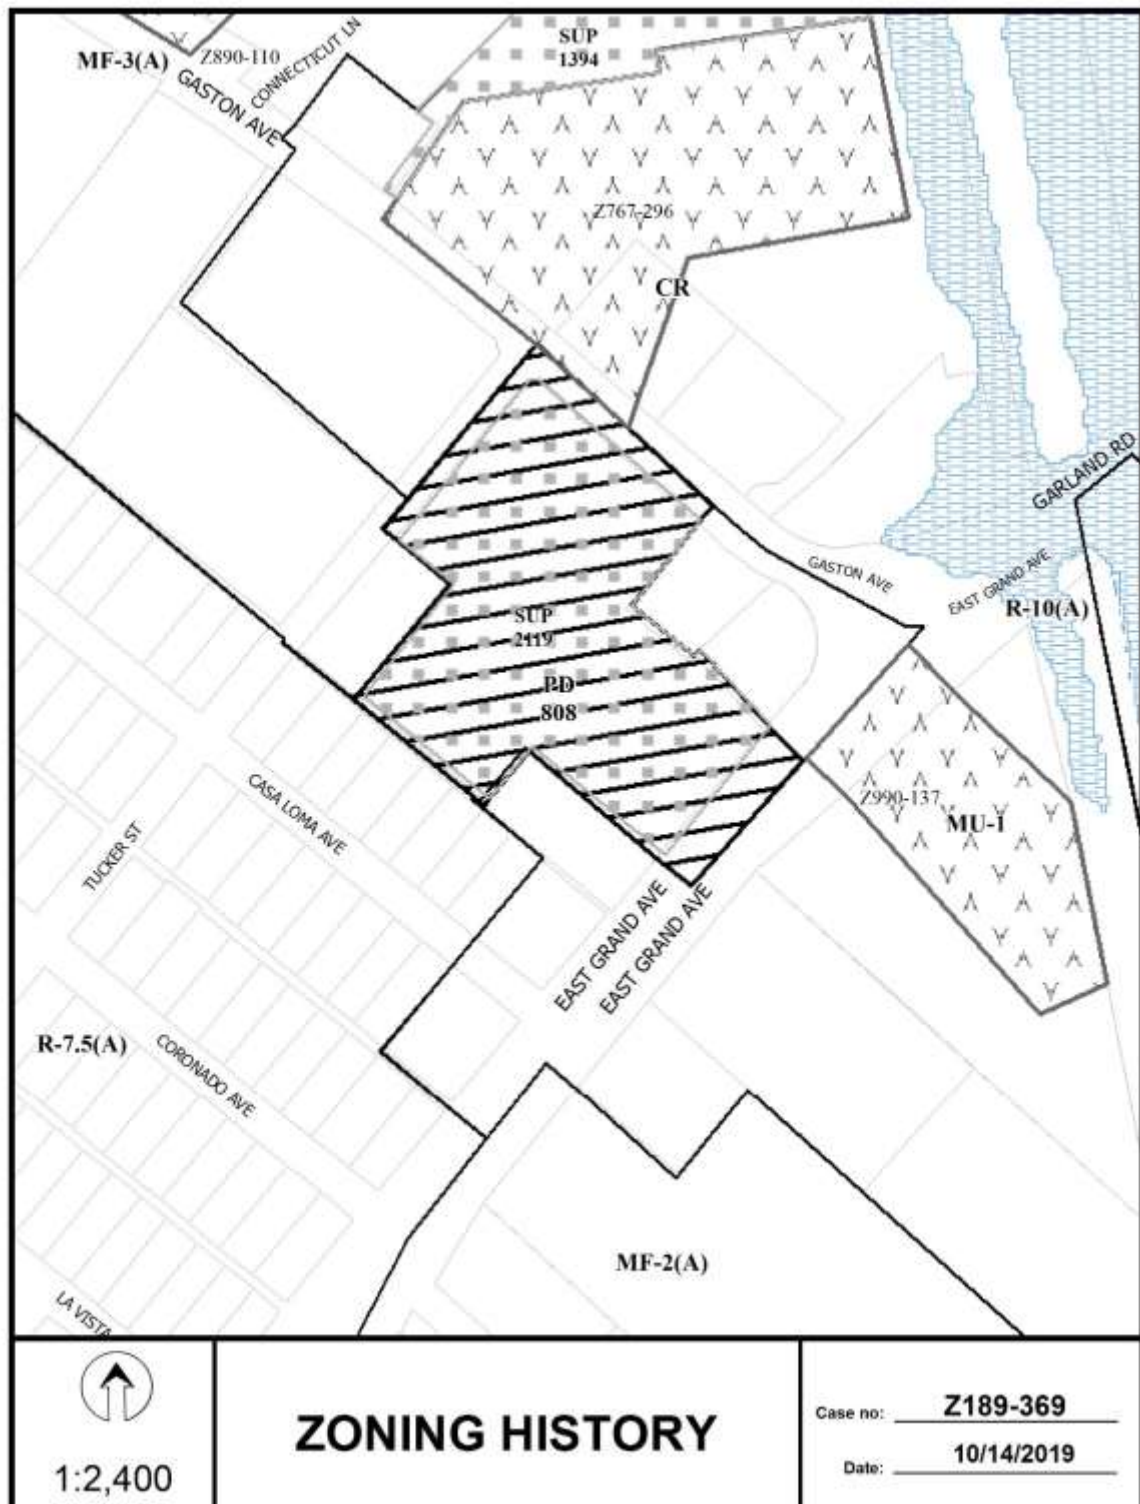 SUP
1394
MF-3(A)
Z890-110
CONNECTICUT LN
GASTON AVE
Z767-296
CR
GARLAND RD
GASTON AVE
EAST GRAND AVE
R-10(A)
SUP
2119
PD
808
Z990-137
MU-1
CASA LOMA AVE
TUCKER ST
EAST GRAND AVE
EAST GRAND AVE
R-7.5(A)
CORONADO AVE
MF-2(A)
LA VISTA
1:2,400
ZONING HISTORY
Case no: Z189-369
Date: 10/14/2019